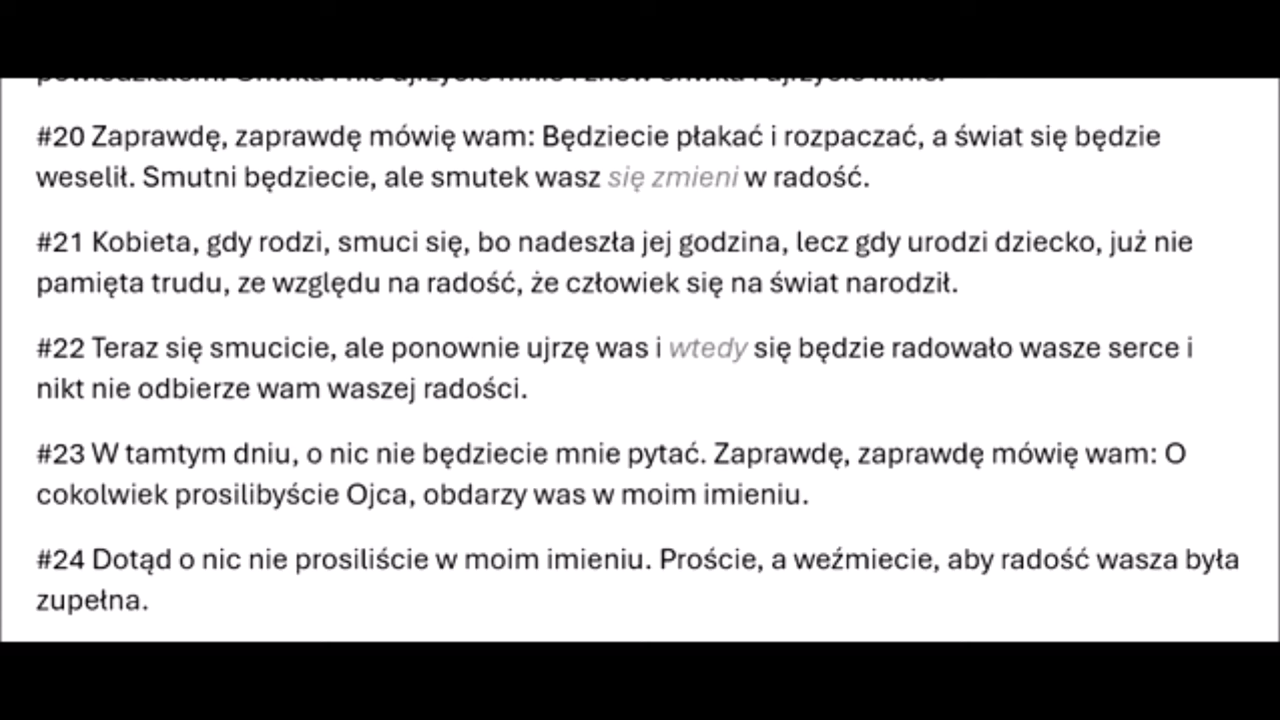 #20 Zaprawdę, zaprawdę mówię wam: Będziecie płakać i rozpaczać, a świat się będzie
weselił. Smutni będziecie, ale smutek wasz się zmieni w radość.
#21 Kobieta, gdy rodzi, smuci się, bo nadeszła jej godzina, lecz gdy urodzi dziecko, już nie
pamięta trudu, ze względu na radość, że człowiek się na świat narodził.
#22 Teraz się smucicie, ale ponownie ujrzę was i wtedy się będzie radowało wasze serce i
nikt nie odbierze wam waszej radości.
#23 W tamtym dniu, o nic nie będziecie mnie pytać. Zaprawdę, zaprawdę mówię wam: O
cokolwiek prosilibyście Ojca, obdarzy was w moim imieniu.
#24 Dotąd o nic nie prosiliście w moim imieniu. Proście, a weźmiecie, aby radość wasza była
zupełna.